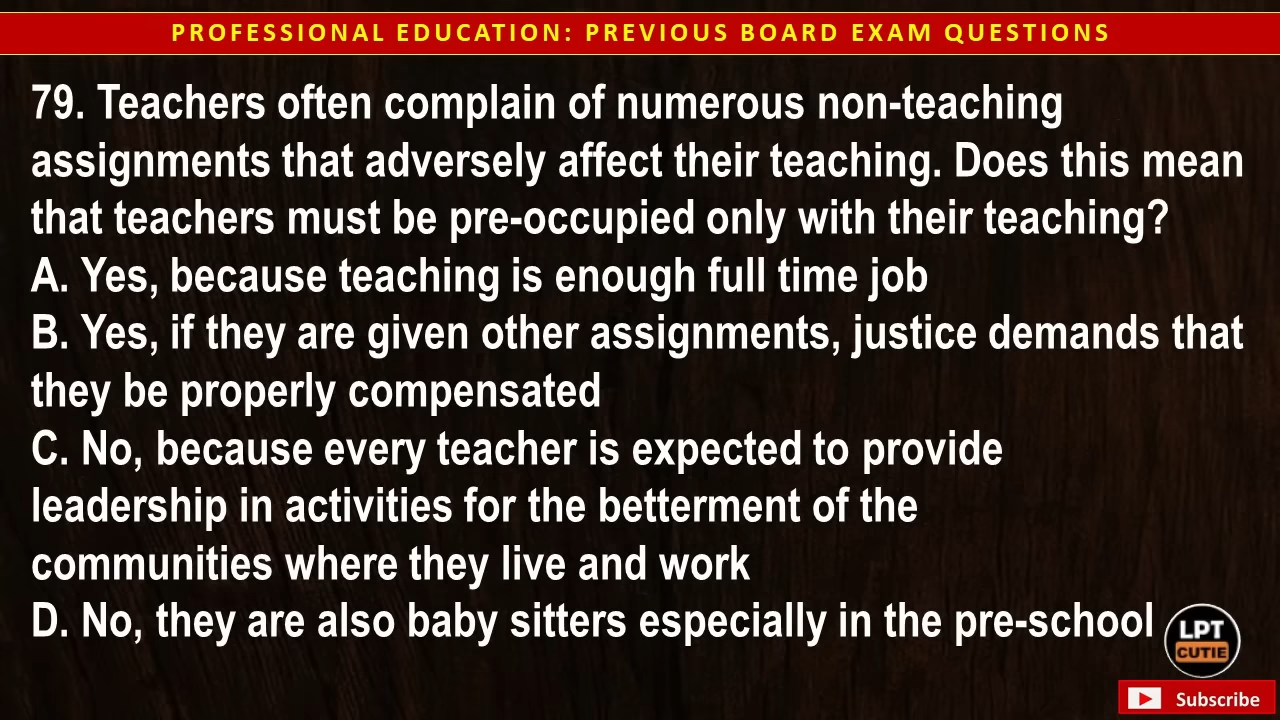 PROFESSIONAL EDUCATION: PREVIOUS BOARD EXAM QUESTIONS
79. Teachers often complain of numerous non-teaching
assignments that adversely affect their teaching. Does this mean
that teachers must be pre-occupied only with their teaching?
A. Yes, because teaching is enough full time job
B. Yes, if they are given other assignments, justice demands that
they be properly compensated
C. No, because every teacher is expected to provide
leadership in activities for the betterment of the
communities where they live and work
D. No, they are also baby sitters especially in the pre-school
LPT
CUTIE
Subscribe